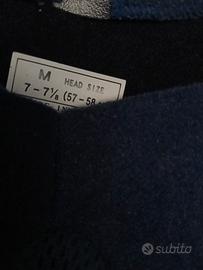 M HEAD SIZE
7 - 7⅛ (57 - 58
subito